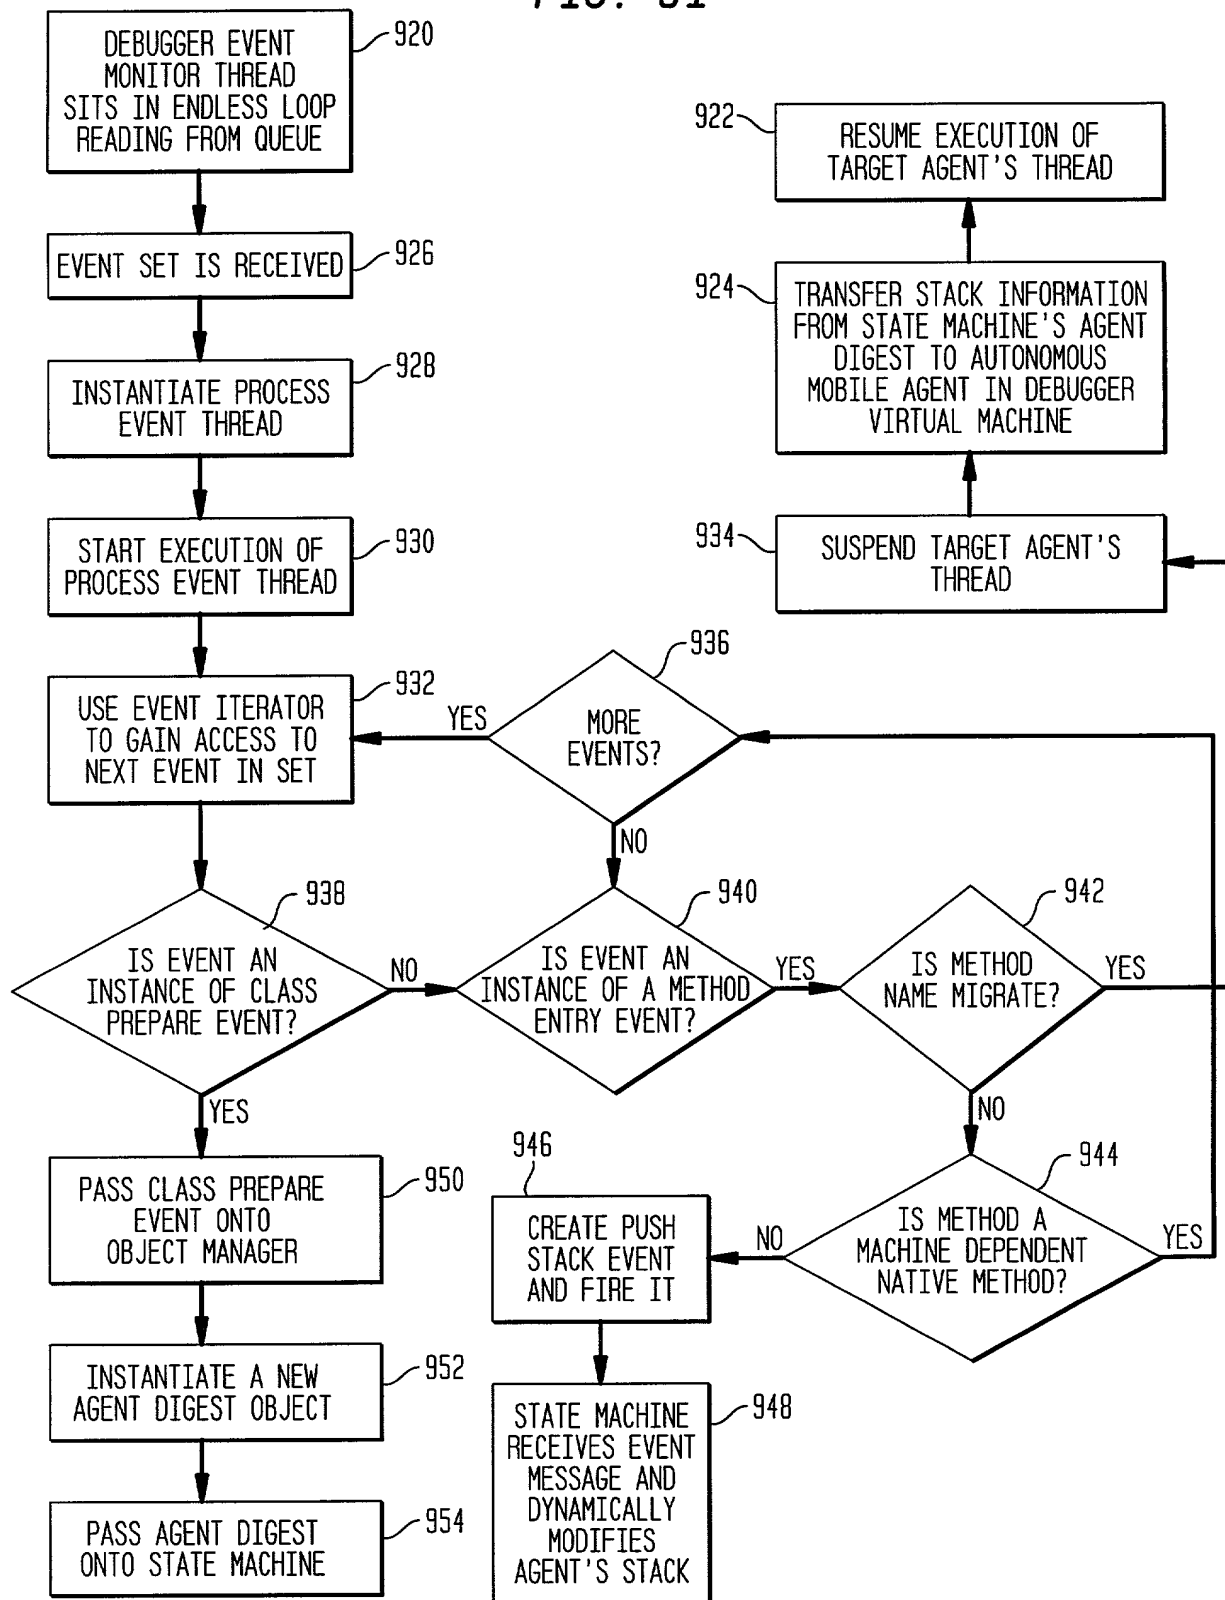 FIG. 31
DEBUGGER EVENT
MONITOR THREAD
SITS IN ENDLESS LOOP
READING FROM QUEUE
920
EVENT SET IS RECEIVED
926
INSTANTIATE PROCESS
EVENT THREAD
928
START EXECUTION OF
PROCESS EVENT THREAD
930
USE EVENT ITERATOR
TO GAIN ACCESS TO
NEXT EVENT IN SET
932
922
RESUME EXECUTION OF
TARGET AGENT'S THREAD
924
TRANSFER STACK INFORMATION
FROM STATE MACHINE'S AGENT
DIGEST TO AUTONOMOUS
MOBILE AGENT IN DEBUGGER
VIRTUAL MACHINE
934
SUSPEND TARGET AGENT'S
THREAD
936
YES
MORE
EVENTS?
NO
938
IS EVENT AN
INSTANCE OF CLASS
PREPARE EVENT?
NO
YES
940
IS EVENT AN
INSTANCE OF A METHOD
ENTRY EVENT?
YES
942
IS METHOD
NAME MIGRATE?
YES
NO
944
IS METHOD A
MACHINE DEPENDENT
NATIVE METHOD?
YES
NO
946
CREATE PUSH
STACK EVENT
AND FIRE IT
948
STATE MACHINE
RECEIVES EVENT
MESSAGE AND
DYNAMICALLY
MODIFIES
AGENT'S STACK
PASS CLASS PREPARE
EVENT ONTO
OBJECT MANAGER
950
INSTANTIATE A NEW
AGENT DIGEST OBJECT
952
PASS AGENT DIGEST
ONTO STATE MACHINE
954